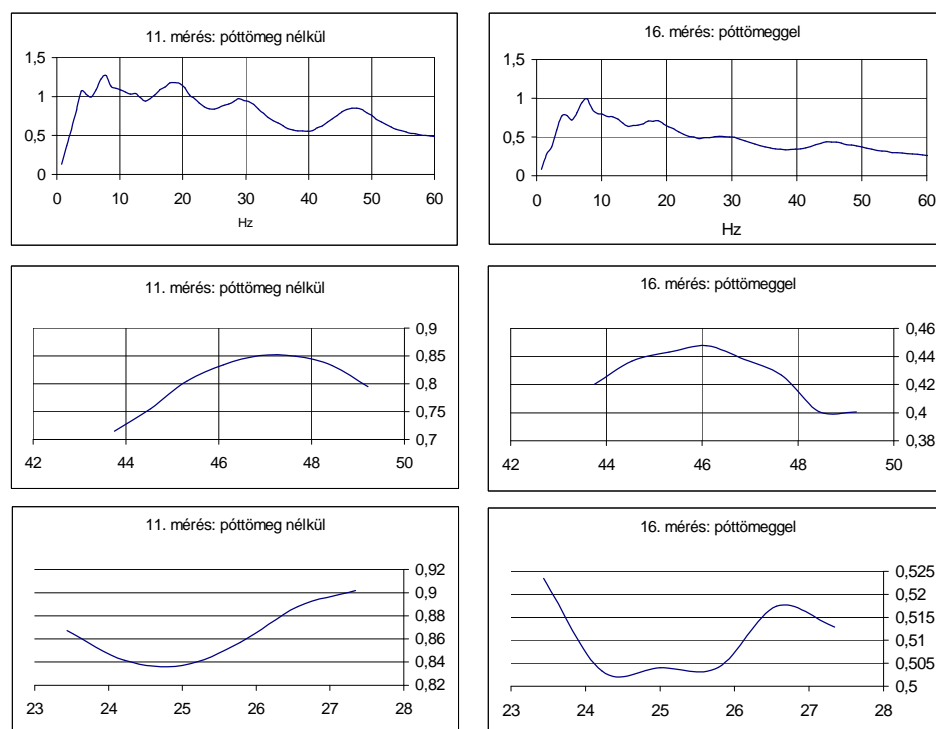 11. mérés: póttömeg nélkül
1,5
1
0,5
0
0 10 20 30 40 50 60
Hz
16. mérés: póttömeggel
1,5
1
0,5
0
0 10 20 30 40 50 60
Hz
11. mérés: póttömeg nélkül
0,9
0,85
0,8
0,75
0,7
42 44 46 48 50
16. mérés: póttömeggel
0,46
0,44
0,42
0,4
0,38
42 44 46 48 50
11. mérés: póttömeg nélkül
0,92
0,9
0,88
0,86
0,84
0,82
23 24 25 26 27 28
16. mérés: póttömeggel
0,525
0,52
0,515
0,51
0,505
0,5
23 24 25 26 27 28